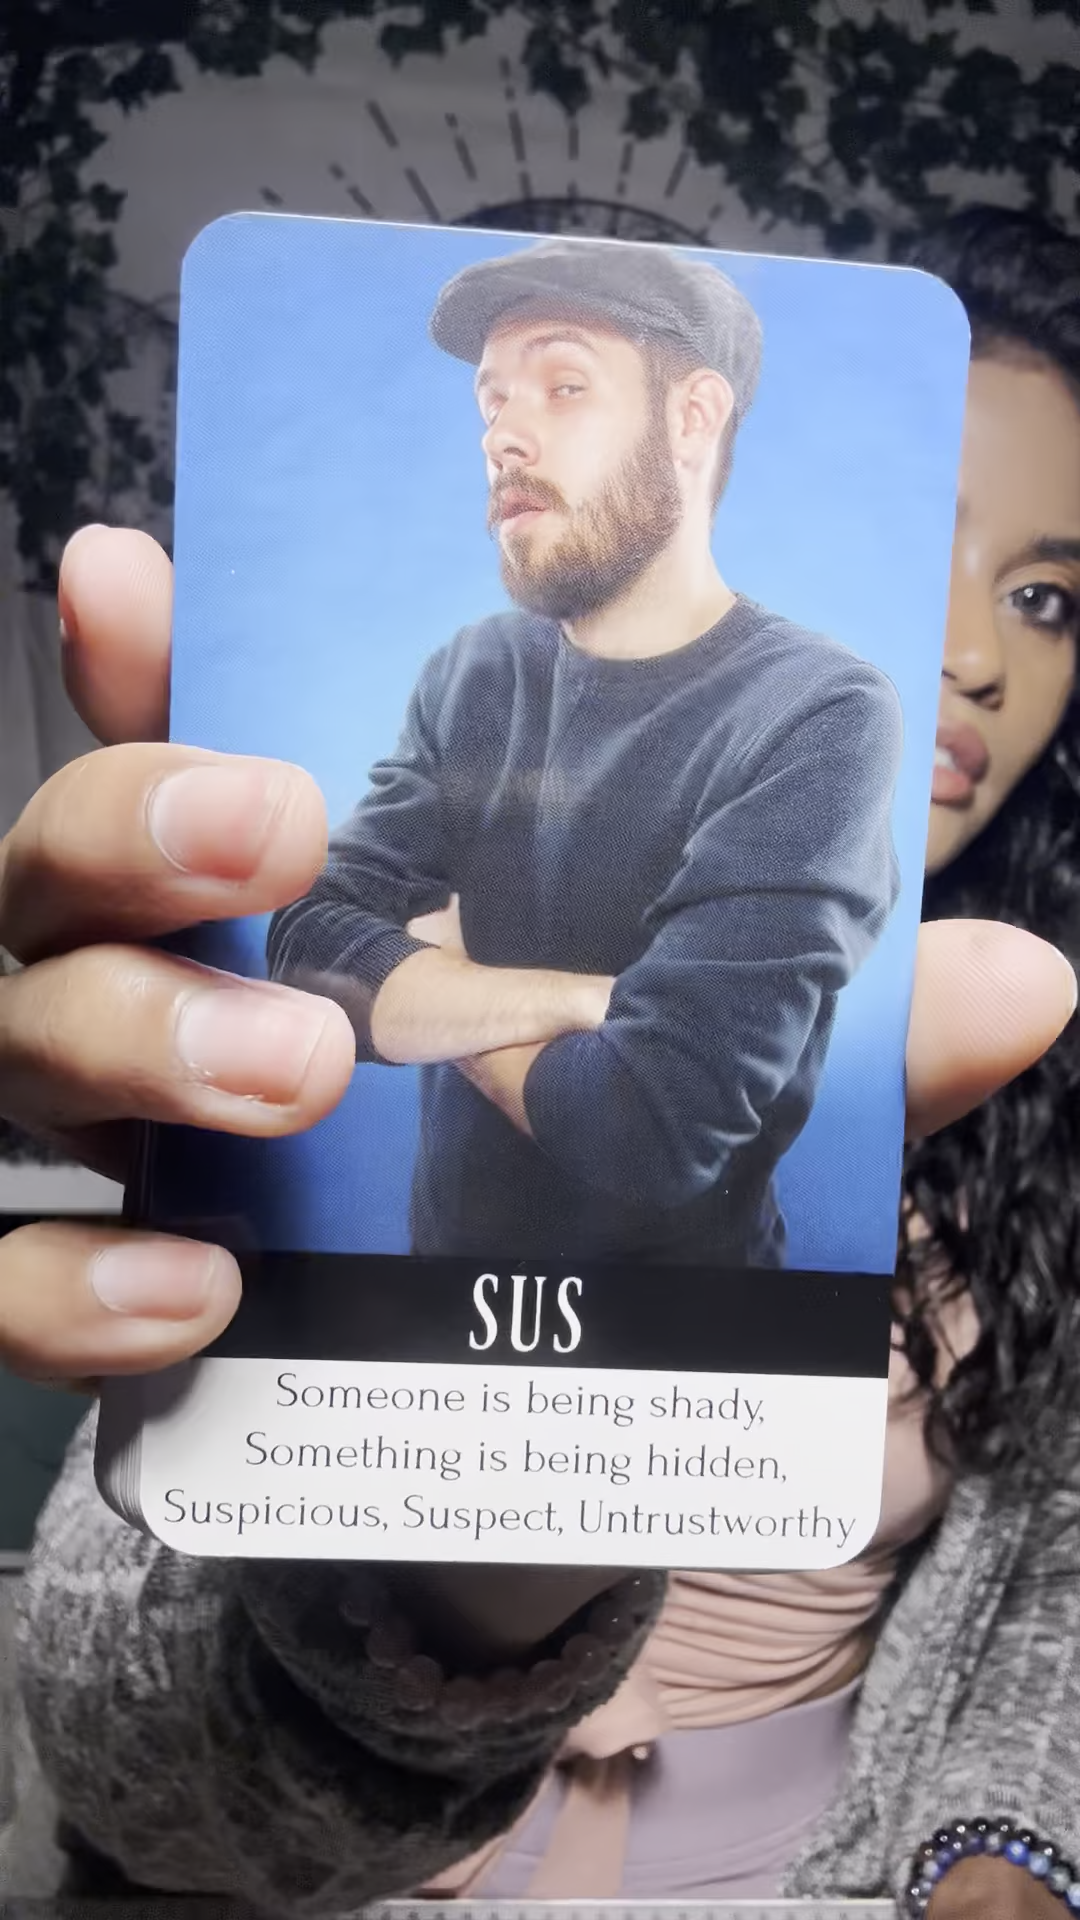 SUS
Someone is being shady,
Something is being hidden,
Suspicious, Suspect, Untrustworthy